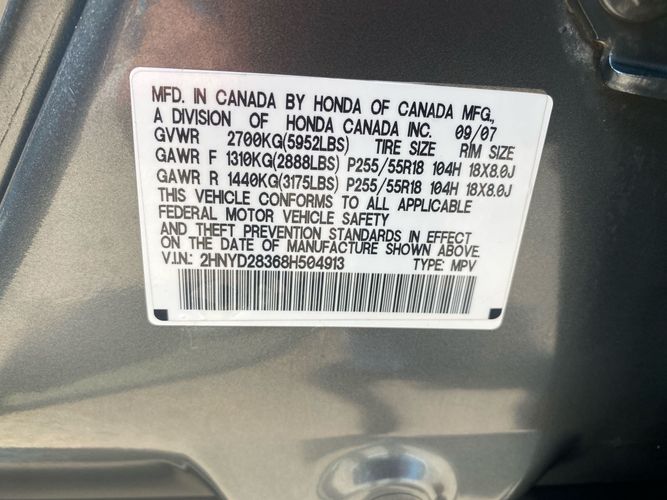 MFD. IN CANADA BY HONDA OF CANADA MFG.,
A DIVISION OF HONDA CANADA INC. 09/07
GVWR 2700KG(5952LBS) TIRE SIZE RIM SIZE
GAWR F 1310KG(2888LBS) P255/55R18 104H 18X8.0J
GAWR R 1440KG(3175LBS) P255/55R18 104H 18X8.0J
THIS VEHICLE CONFORMS TO ALL APPLICABLE
FEDERAL MOTOR VEHICLE SAFETY
AND THEFT PREVENTION STANDARDS IN EFFECT
ON THE DATE OF MANUFACTURE SHOWN ABOVE.
V.I.N.: 2HNYD28368H504913 TYPE: MPV